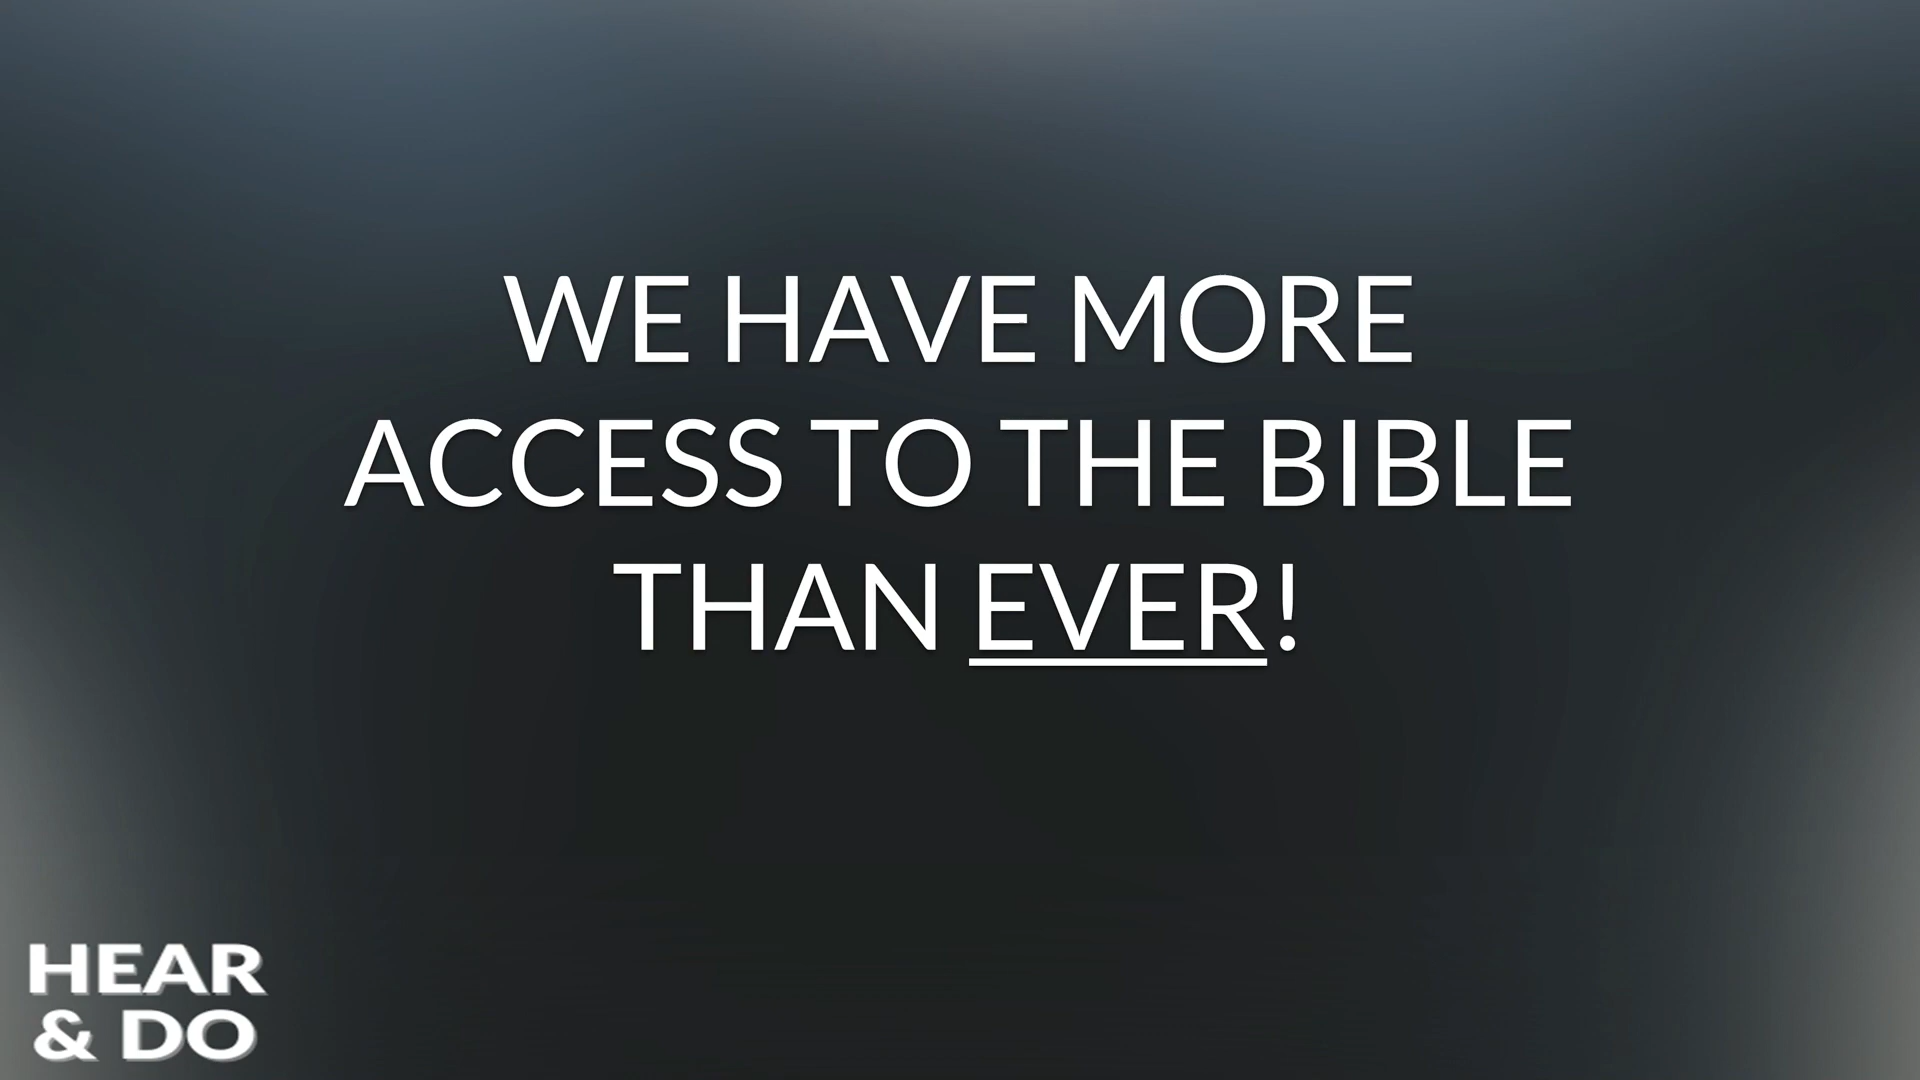 WE HAVE MORE
ACCESS TO THE BIBLE
THAN EVER!
HEAR
& DO